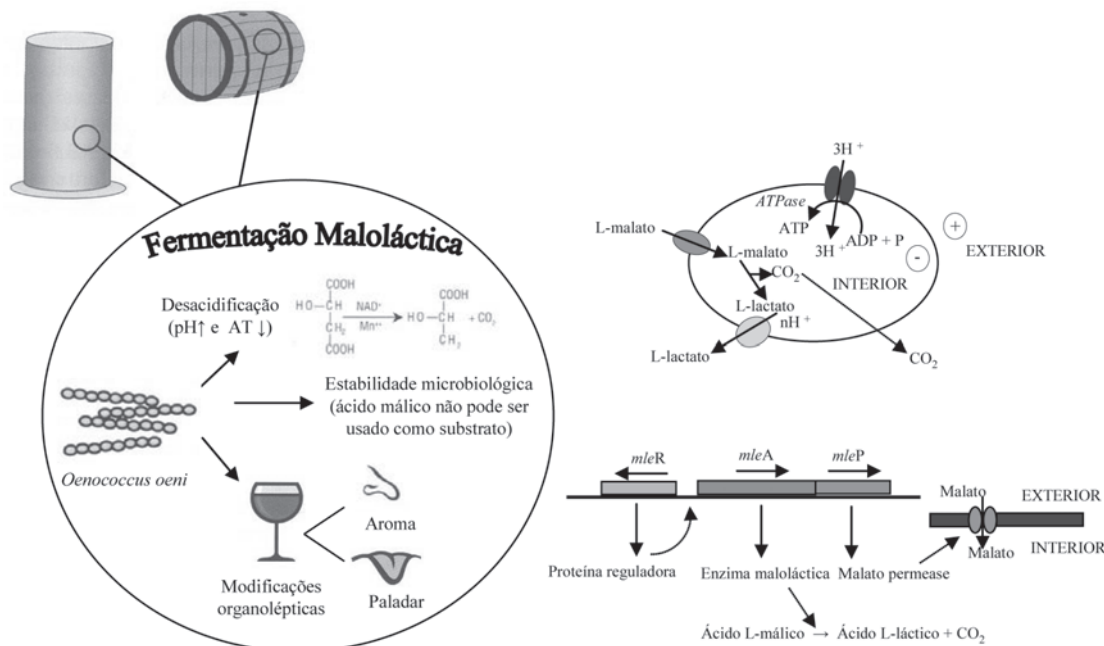 Fermentação Maloláctica
Desacidificação
(pH↑ e AT ↓)
COOH
HO—CH
CH₂
COOH
NAD⁺
Mn⁺⁺
COOH
HO—CH
CH₃
+ CO₂
Estabilidade microbiológica
(ácido málico não pode ser
usado como substrato)
Oenococcus oeni
Aroma
Modificações
organolépticas
Paladar
3H⁺
ATPase
ATP
3H⁺
ADP + P
L-malato
L-malato
CO₂
L-lactato
nH⁺
L-lactato
INTERIOR
-
+
EXTERIOR
CO₂
mleR
mleA
mleP
Malato
EXTERIOR
INTERIOR
Malato
Proteína reguladora
Enzima maloláctica
Malato permease
Ácido L-málico → Ácido L-láctico + CO₂